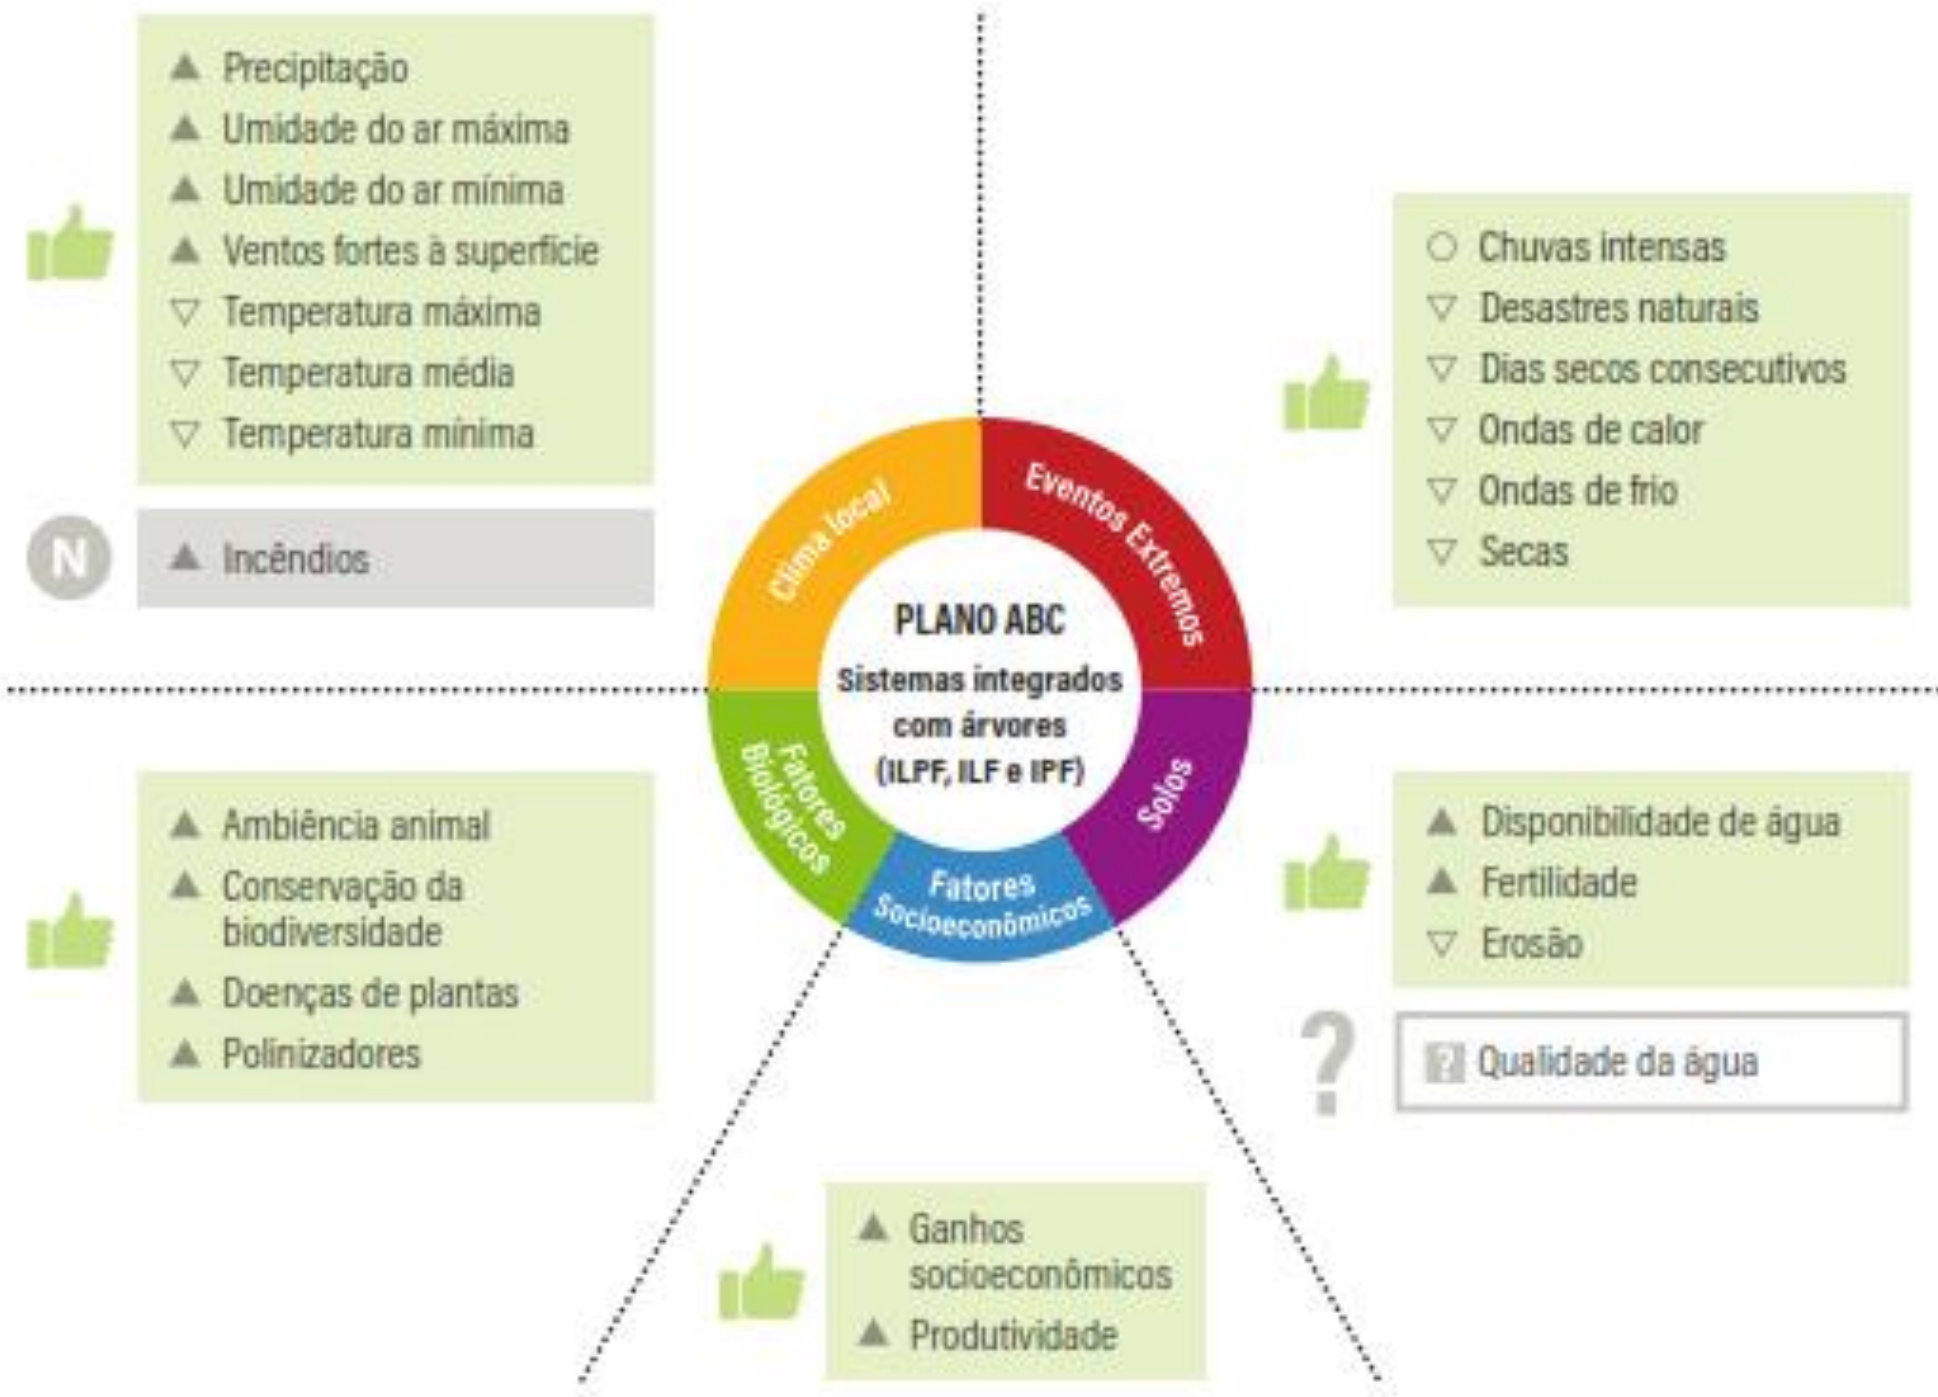 Precipitação
Umidade do ar máxima
Umidade do ar mínima
Ventos fortes à superfície
Temperatura máxima
Temperatura média
Temperatura mínima
N
Incêndios
Chuvas intensas
Desastres naturais
Dias secos consecutivos
Ondas de calor
Ondas de frio
Secas
Clima local
Eventos Extremos
PLANO ABC
Sistemas integrados
com árvores
(ILPF, ILF e IPF)
Fatores
Biológicos
Solos
Fatores
Socioeconômicos
Ambiência animal
Conservação da
biodiversidade
Doenças de plantas
Polinizadores
Disponibilidade de água
Fertilidade
Erosão
?
? Qualidade da água
Ganhos
socioeconômicos
Produtividade